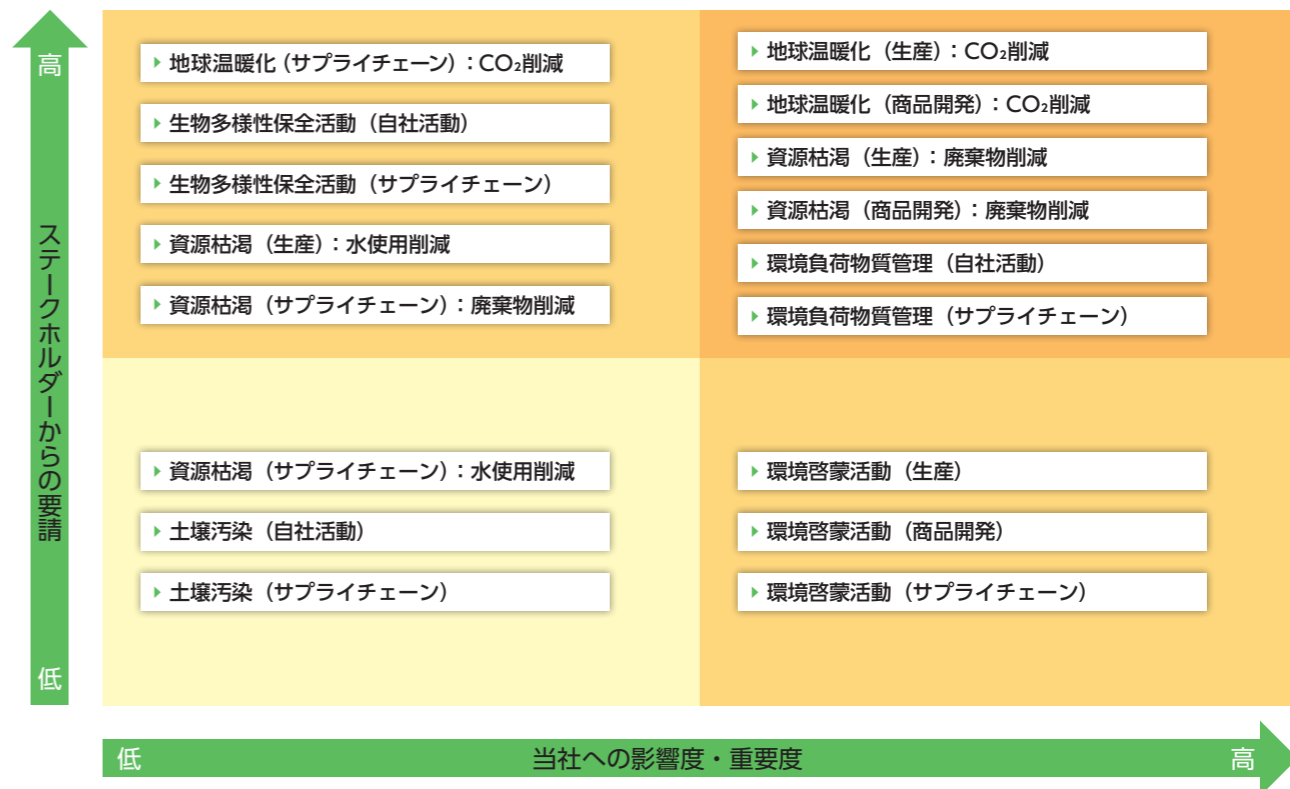 高
ステークホルダーからの要請
低
地球温暖化（サプライチェーン）：CO₂削減
生物多様性保全活動（自社活動）
生物多様性保全活動（サプライチェーン）
資源枯渇（生産）：水使用削減
資源枯渇（サプライチェーン）：廃棄物削減
地球温暖化（生産）：CO₂削減
地球温暖化（商品開発）：CO₂削減
資源枯渇（生産）：廃棄物削減
資源枯渇（商品開発）：廃棄物削減
環境負荷物質管理（自社活動）
環境負荷物質管理（サプライチェーン）
資源枯渇（サプライチェーン）：水使用削減
土壌汚染（自社活動）
土壌汚染（サプライチェーン）
環境啓蒙活動（生産）
環境啓蒙活動（商品開発）
環境啓蒙活動（サプライチェーン）
低 当社への影響度・重要度 高